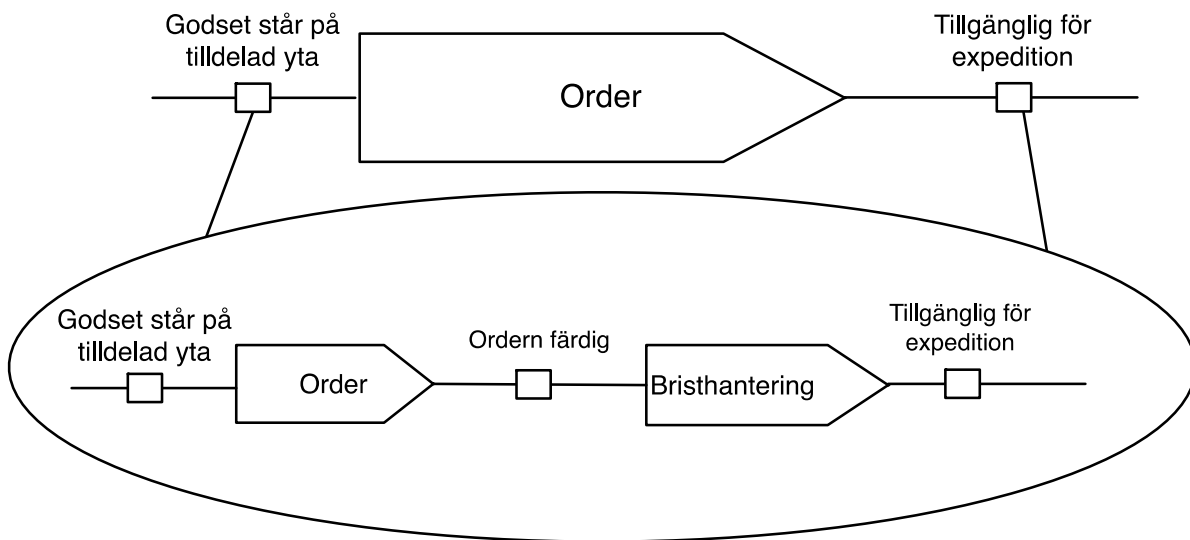 Godset står på
tilldelad yta
Order
Tillgänglig för
expedition
Godset står på
tilldelad yta
Order
Ordern färdig
Bristhantering
Tillgänglig för
expedition